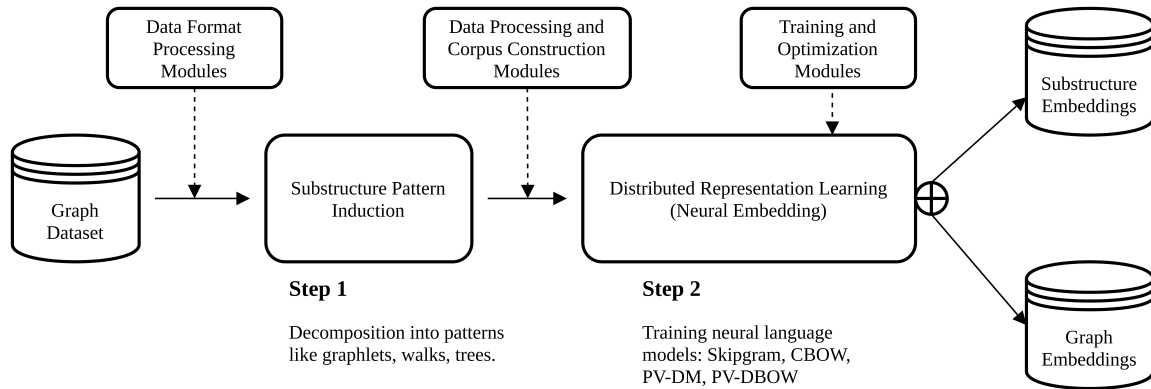 Data Format
Processing
Modules
Data Processing and
Corpus Construction
Modules
Training and
Optimization
Modules
Substructure
Embeddings
Graph
Dataset
Substructure Pattern
Induction
Distributed Representation Learning
(Neural Embedding)
Step 1
Decomposition into patterns
like graphlets, walks, trees.
Step 2
Training neural language
models: Skipgram, CBOW,
PV-DM, PV-DBOW
Graph
Embeddings